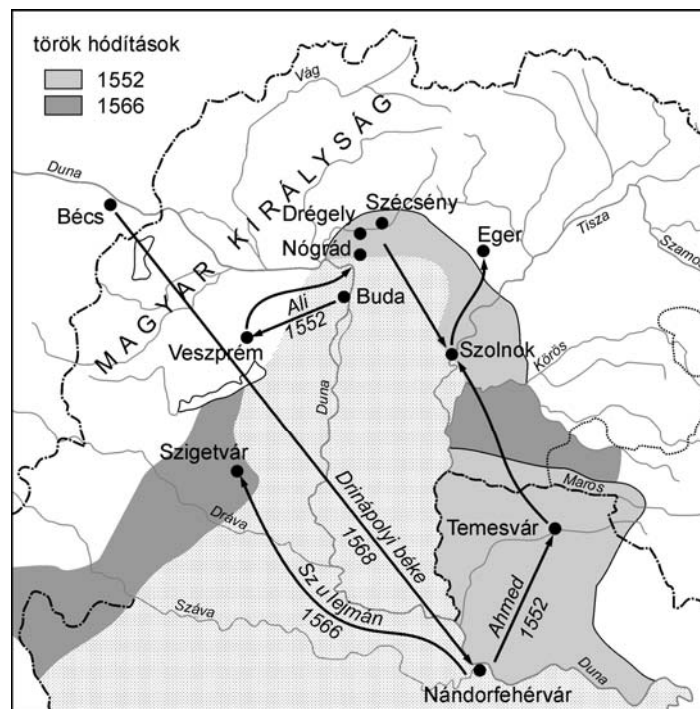 török hódítások
1552
1566
Vág
MAGYAR KIRÁLYSÁG
Duna
Bécs
Szécsény
Drégely
Nógrád
Eger
Tisza
Szamos
Ali
1552
Buda
Veszprém
Szolnok
Körös
Duna
Szigetvár
Maros
Dráva
Drinápolyi béke
1568
Temesvár
Szulejmán
1566
Száva
Ahmed
1552
Duna
Nándorfehérvár